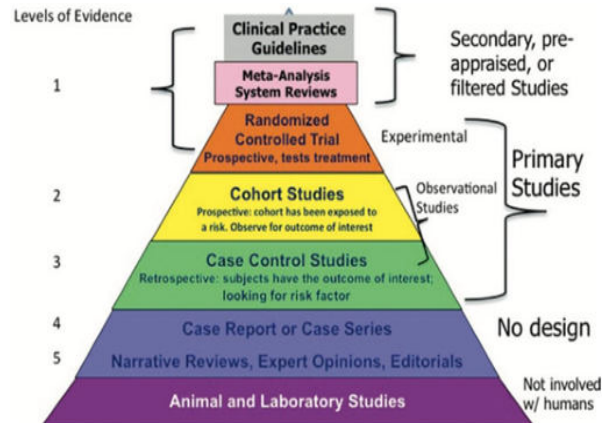 Levels of Evidence
Clinical Practice
Guidelines
Secondary, pre-
appraised, or
filtered Studies
1
Meta-Analysis
System Reviews
Randomized
Controlled Trial
Prospective, tests treatment
Experimental
Primary
Studies
2
Cohort Studies
Prospective: cohort has been exposed to
a risk. Observe for outcome of interest
Observational
Studies
3
Case Control Studies
Retrospective: subjects have the outcome of interest;
looking for risk factor
4
Case Report or Case Series
No design
5
Narrative Reviews, Expert Opinions, Editorials
Animal and Laboratory Studies
Not involved
w/ humans